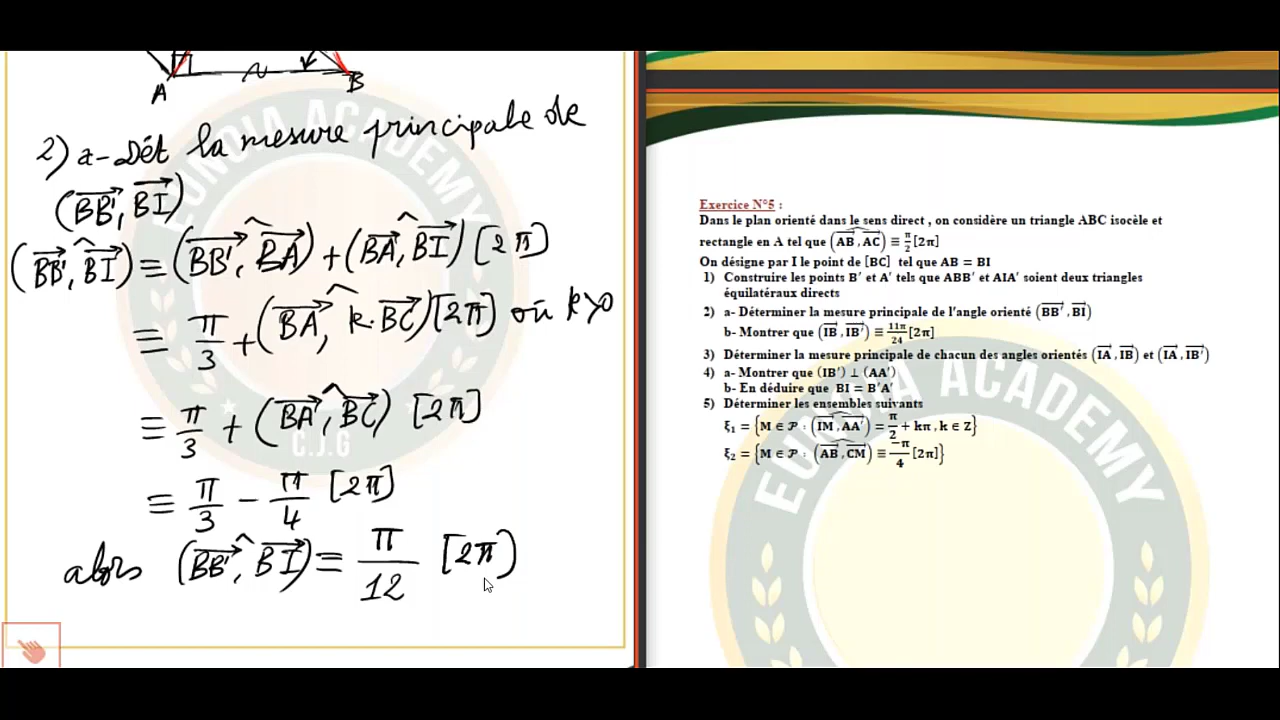 A
B
2) a- Dét la mesure principale de
(BB', BI)
(BB', BI) ≡ (BB', BA) + (BA, BI) [2π]
≡ π/3 + (BA, k.BC) [2π] où k>0
≡ π/3 + (BA, BC) [2π]
≡ π/3 - π/4 [2π]
alors (BB', BI) ≡ π/12 [2π]
EUNOIA ACADEMY
C.J.G
Exercice N°5 :
Dans le plan orienté dans le sens direct , on considère un triangle ABC isocèle et
rectangle en A tel que (AB , AC) ≡ π/2 [2π]
On désigne par I le point de [BC] tel que AB = BI
1) Construire les points B′ et A′ tels que ABB′ et AIA′ soient deux triangles
équilatéraux directs
2) a- Déterminer la mesure principale de l'angle orienté (BB′ , BI)
b- Montrer que (IB , IB′) ≡ 11π/24 [2π]
3) Déterminer la mesure principale de chacun des angles orientés (IA , IB) et (IA , IB′)
4) a- Montrer que (IB′) ⊥ (AA′)
b- En déduire que BI = B′A′
5) Déterminer les ensembles suivants
ξ₁ = {M ∈ 𝒫 : (IM , AA′) = π/2 + kπ , k ∈ Z}
ξ₂ = {M ∈ 𝒫 : (AB , CM) ≡ −π/4 [2π]}
ACADEMY